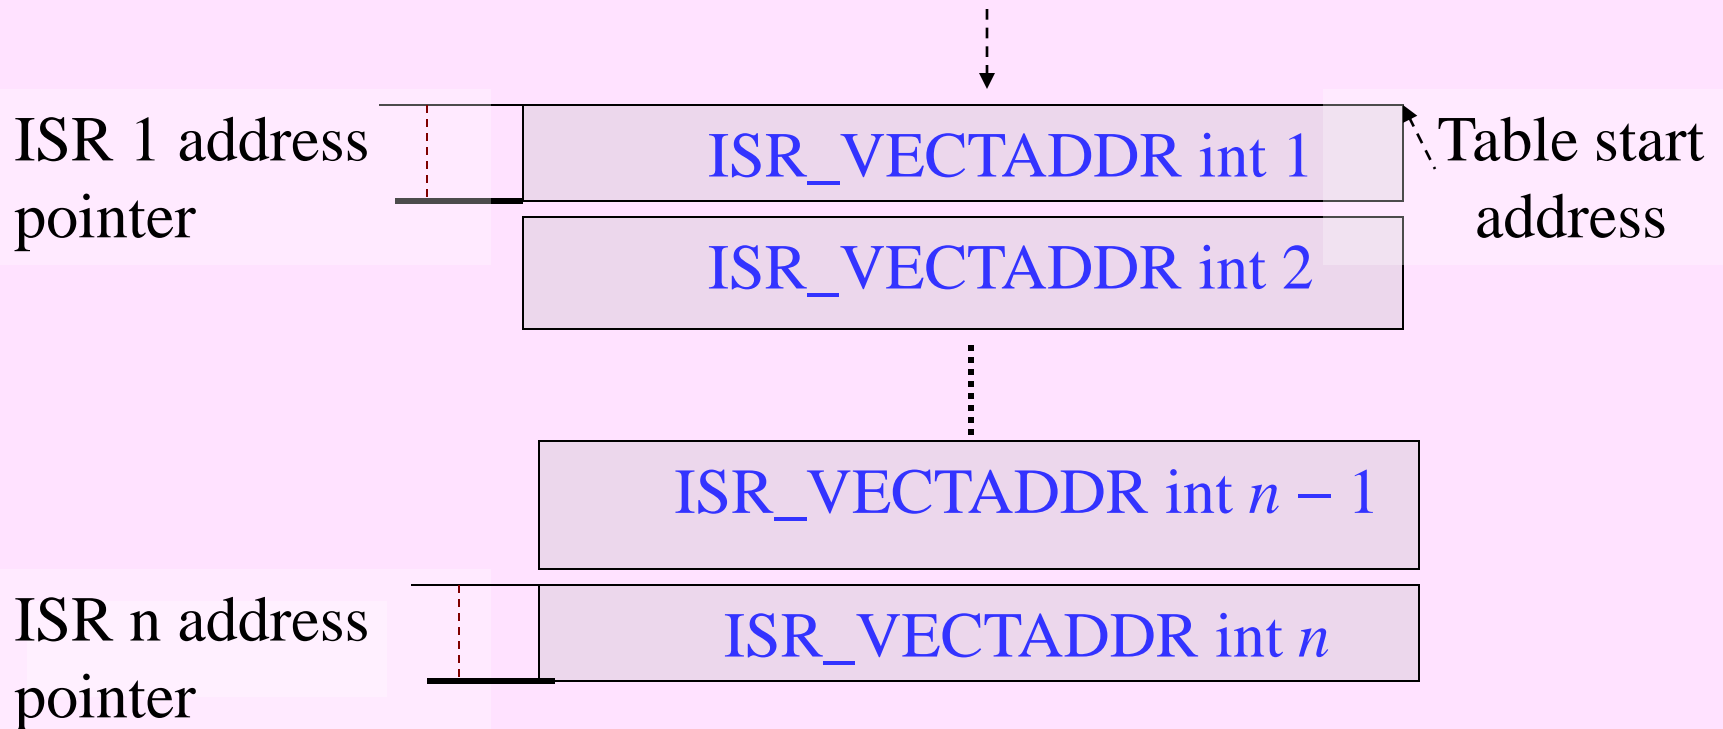 ISR 1 address
pointer
ISR_VECTADDR int 1
Table start
address
ISR_VECTADDR int 2
ISR_VECTADDR int n – 1
ISR n address
pointer
ISR_VECTADDR int n